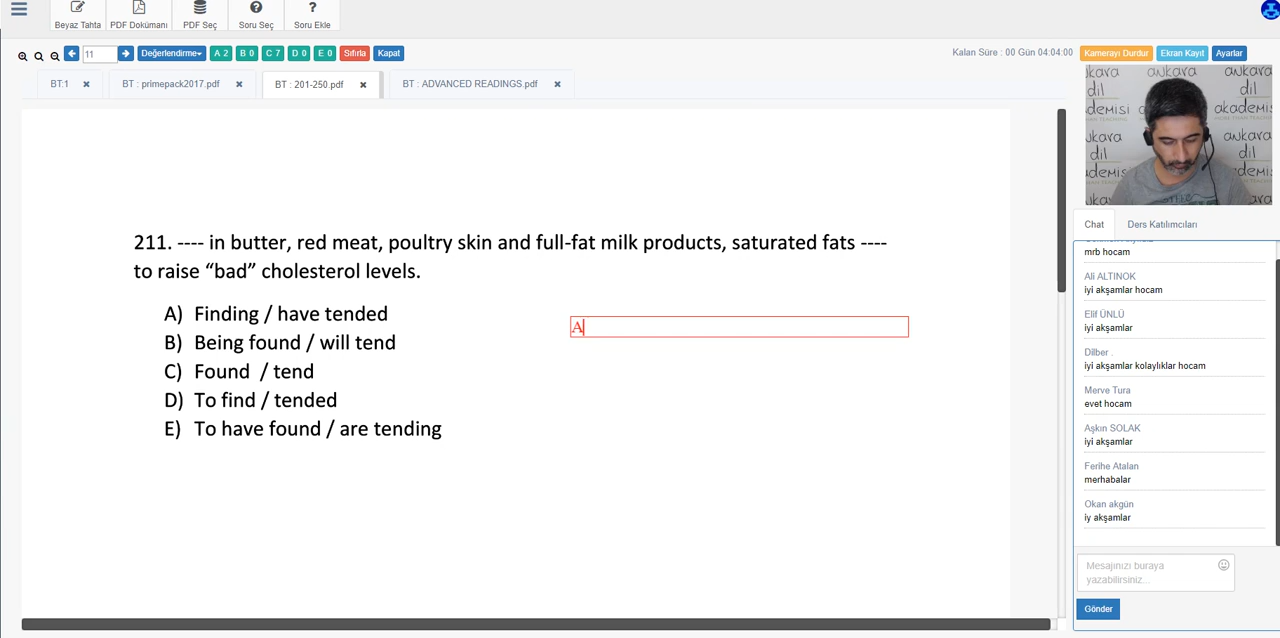 Beyaz Tahta
PDF Dokümanı
PDF Seç
Soru Seç
Soru Ekle
11
Değerlendirme
A 2
B 0
C 7
D 0
E 0
Sıfırla
Kapat
Kalan Süre : 00 Gün 04:04:00
Kamerayı Durdur
Ekran Kayıt
Ayarlar
BT:1
BT : primepack2017.pdf
BT : 201-250.pdf
BT : ADVANCED READINGS.pdf
211. ---- in butter, red meat, poultry skin and full-fat milk products, saturated fats ----
to raise “bad” cholesterol levels.
A) Finding / have tended
B) Being found / will tend
C) Found / tend
D) To find / tended
E) To have found / are tending
A
ankara
dil
akademisi
Chat
Ders Katılımcıları
mrb hocam
Ali ALTINOK
iyi akşamlar hocam
Elif ÜNLÜ
iyi akşamlar
Dilber .
iyi akşamlar kolaylıklar hocam
Merve Tura
evet hocam
Aşkın SOLAK
iyi akşamlar
Ferihe Atalan
merhabalar
Okan akgün
iy akşamlar
Mesajınızı buraya
yazabilirsiniz...
Gönder